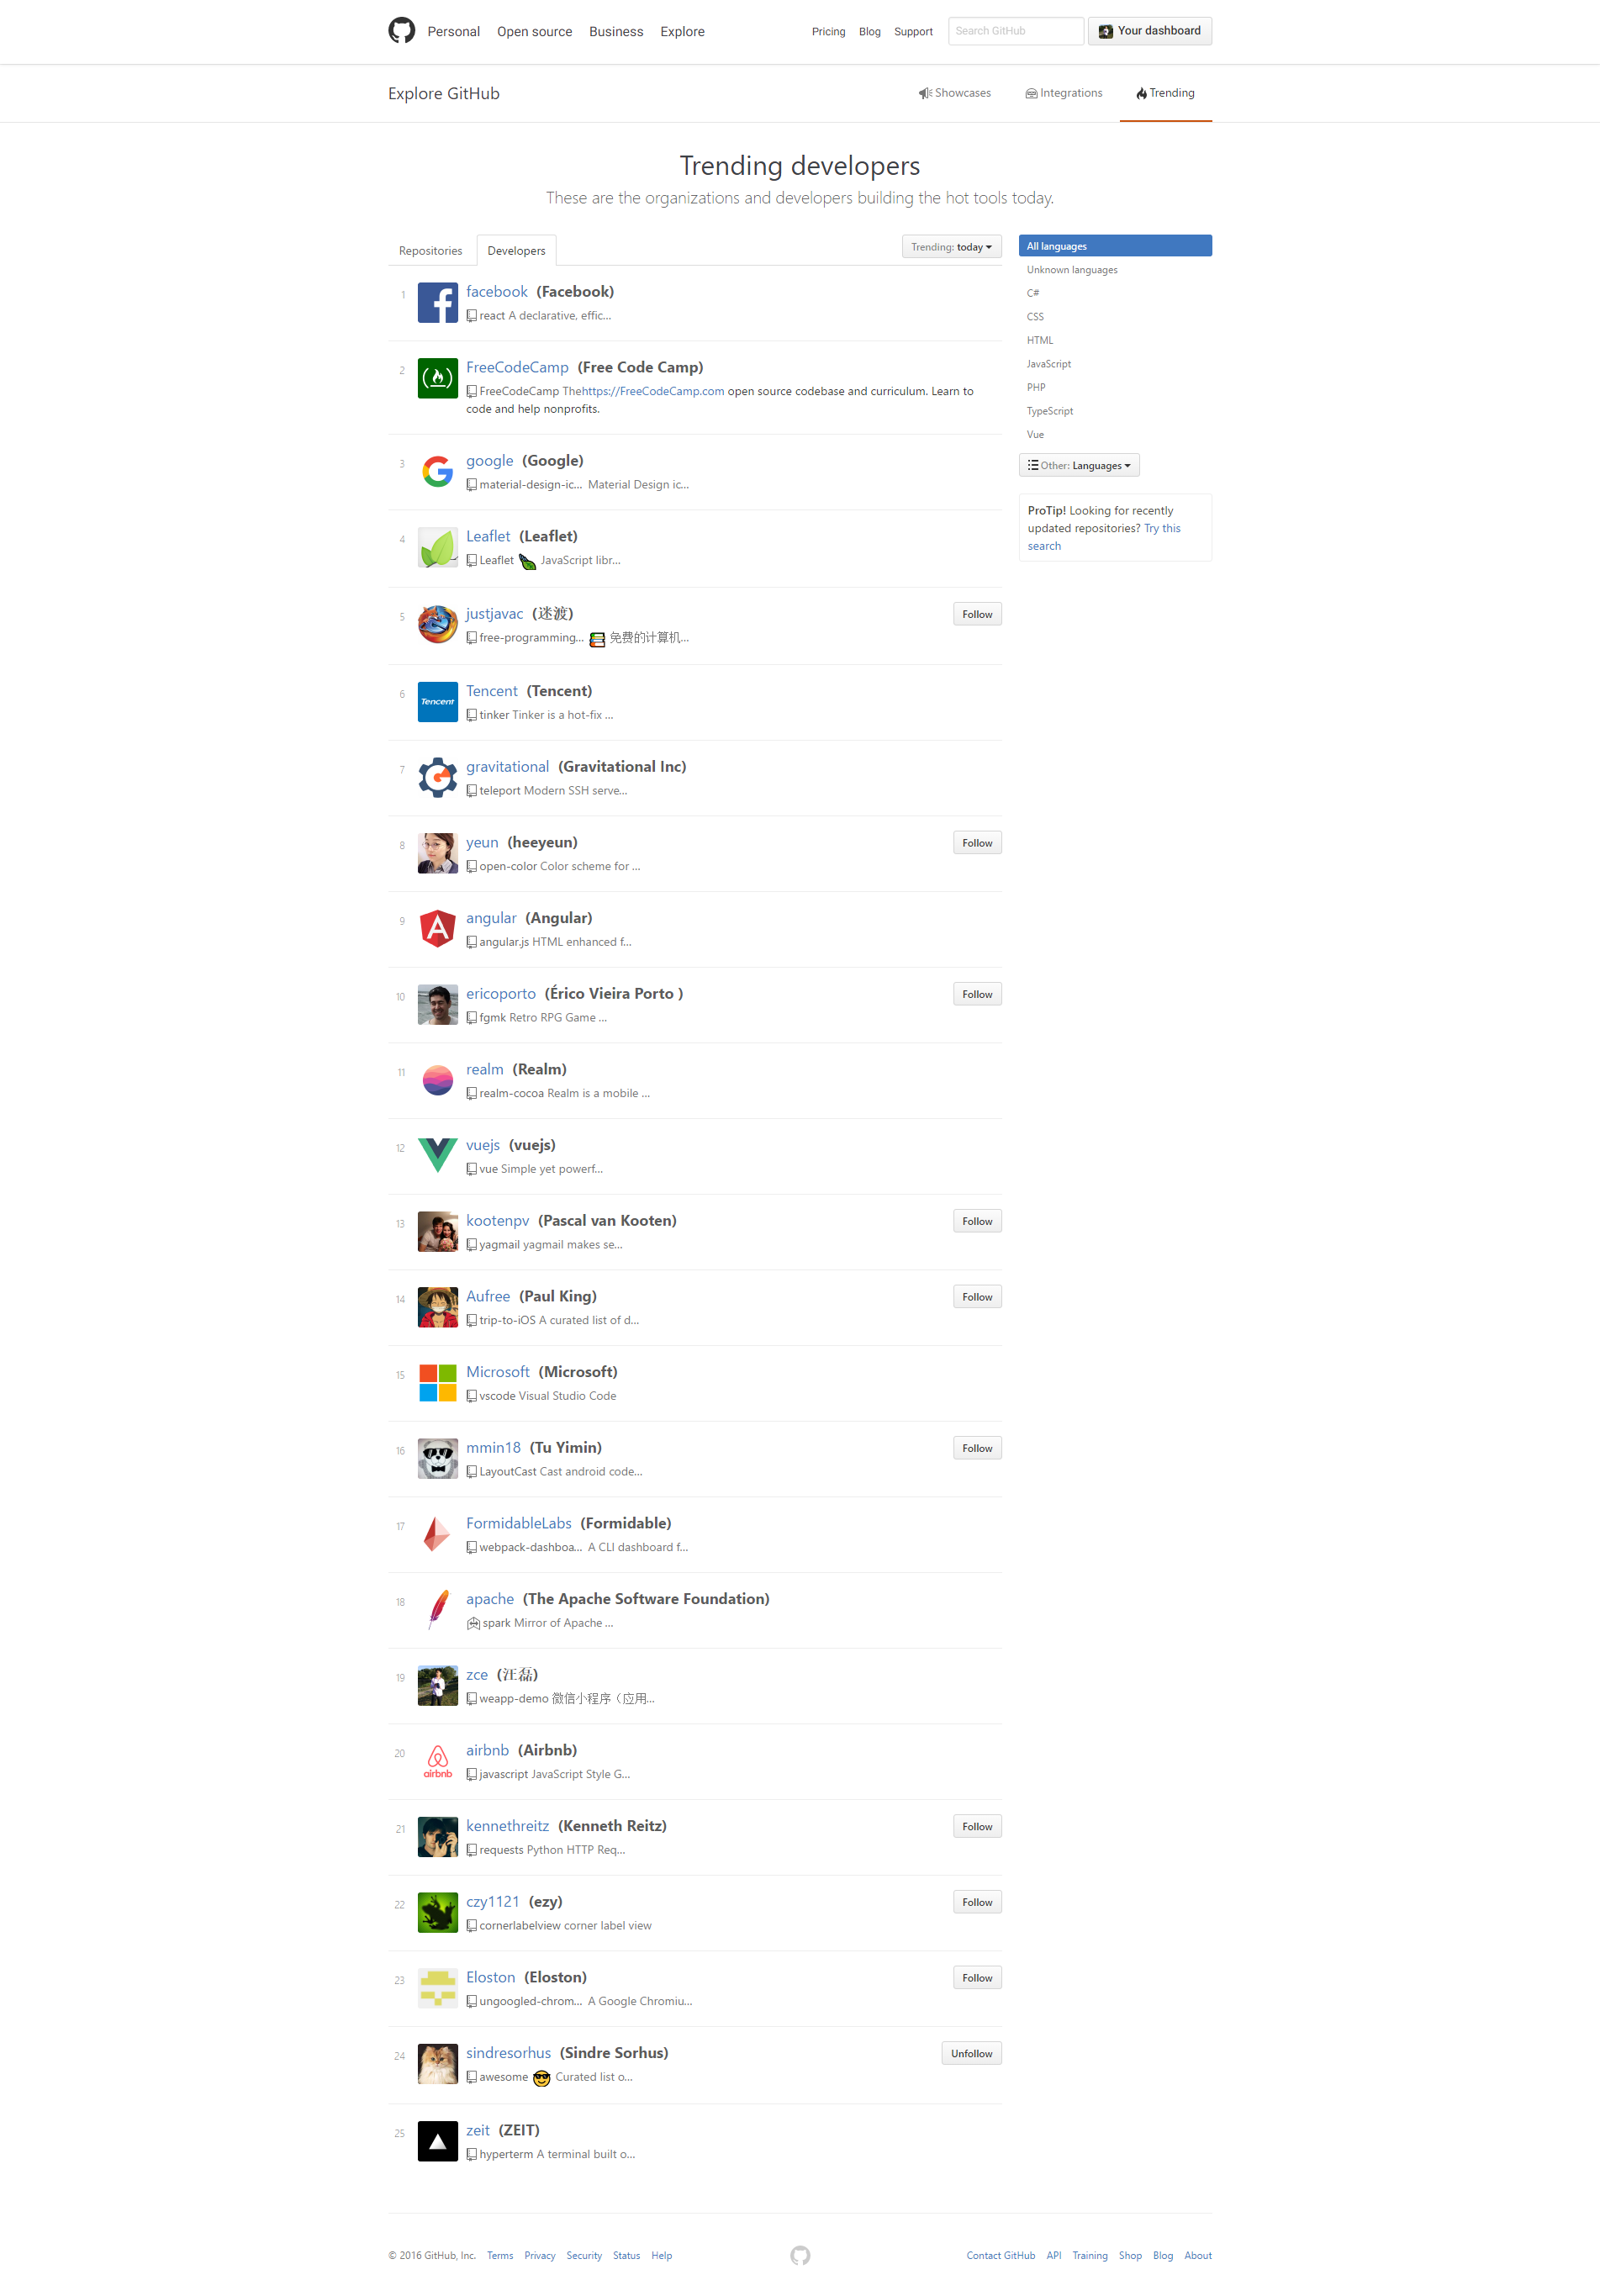 Personal Open source Business Explore Pricing Blog Support Search GitHub Your dashboard
Explore GitHub Showcases Integrations Trending
Trending developers
These are the organizations and developers building the hot tools today.
Repositories Developers Trending: today
All languages
Unknown languages
C#
CSS
HTML
JavaScript
PHP
TypeScript
Vue
Other: Languages
ProTip! Looking for recently
updated repositories? Try this
search
1 facebook (Facebook)
react A declarative, effic...
2 FreeCodeCamp (Free Code Camp)
FreeCodeCamp Thehttps://FreeCodeCamp.com open source codebase and curriculum. Learn to
code and help nonprofits.
3 google (Google)
material-design-ic... Material Design ic...
4 Leaflet (Leaflet)
Leaflet JavaScript libr...
5 justjavac (迷渡) Follow
free-programming... 免费的计算机...
6 Tencent Tencent (Tencent)
tinker Tinker is a hot-fix ...
7 gravitational (Gravitational Inc)
teleport Modern SSH serve...
8 yeun (heeyeun) Follow
open-color Color scheme for ...
9 angular (Angular)
angular.js HTML enhanced f...
10 ericoporto (Érico Vieira Porto ) Follow
fgmk Retro RPG Game ...
11 realm (Realm)
realm-cocoa Realm is a mobile ...
12 vuejs (vuejs)
vue Simple yet powerf...
13 kootenpv (Pascal van Kooten) Follow
yagmail yagmail makes se...
14 Aufree (Paul King) Follow
trip-to-iOS A curated list of d...
15 Microsoft (Microsoft)
vscode Visual Studio Code
16 mmin18 (Tu Yimin) Follow
LayoutCast Cast android code...
17 FormidableLabs (Formidable)
webpack-dashboa... A CLI dashboard f...
18 apache (The Apache Software Foundation)
spark Mirror of Apache ...
19 zce (汪磊)
weapp-demo 微信小程序（应用...
20 airbnb airbnb (Airbnb)
javascript JavaScript Style G...
21 kennethreitz (Kenneth Reitz) Follow
requests Python HTTP Req...
22 czy1121 (ezy) Follow
cornerlabelview corner label view
23 Eloston (Eloston) Follow
ungoogled-chrom... A Google Chromiu...
24 sindresorhus (Sindre Sorhus) Unfollow
awesome Curated list o...
25 zeit (ZEIT)
hyperterm A terminal built o...
© 2016 GitHub, Inc. Terms Privacy Security Status Help Contact GitHub API Training Shop Blog About